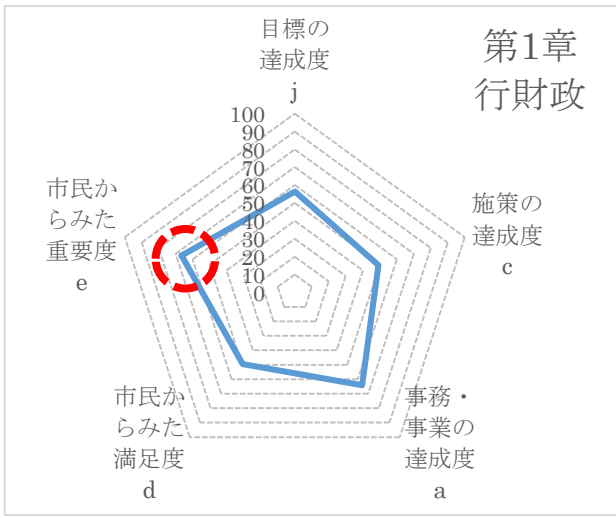 第1章
行財政
目標の
達成度
j
100
90
80
70
60
50
40
30
20
10
0
施策の
達成度
c
事務・
事業の
達成度
a
市民か
らみた
満足度
d
市民か
らみた
重要度
e